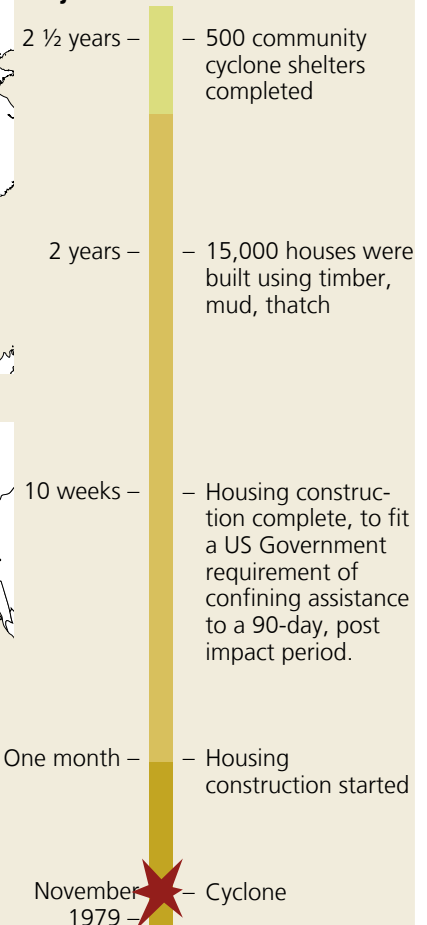 2 ½ years –
– 500 community
cyclone shelters
completed
2 years –
– 15,000 houses were
built using timber,
mud, thatch
10 weeks –
– Housing construc-
tion complete, to fit
a US Government
requirement of
confining assistance
to a 90-day, post
impact period.
One month –
– Housing
construction started
November
1979 –
– Cyclone